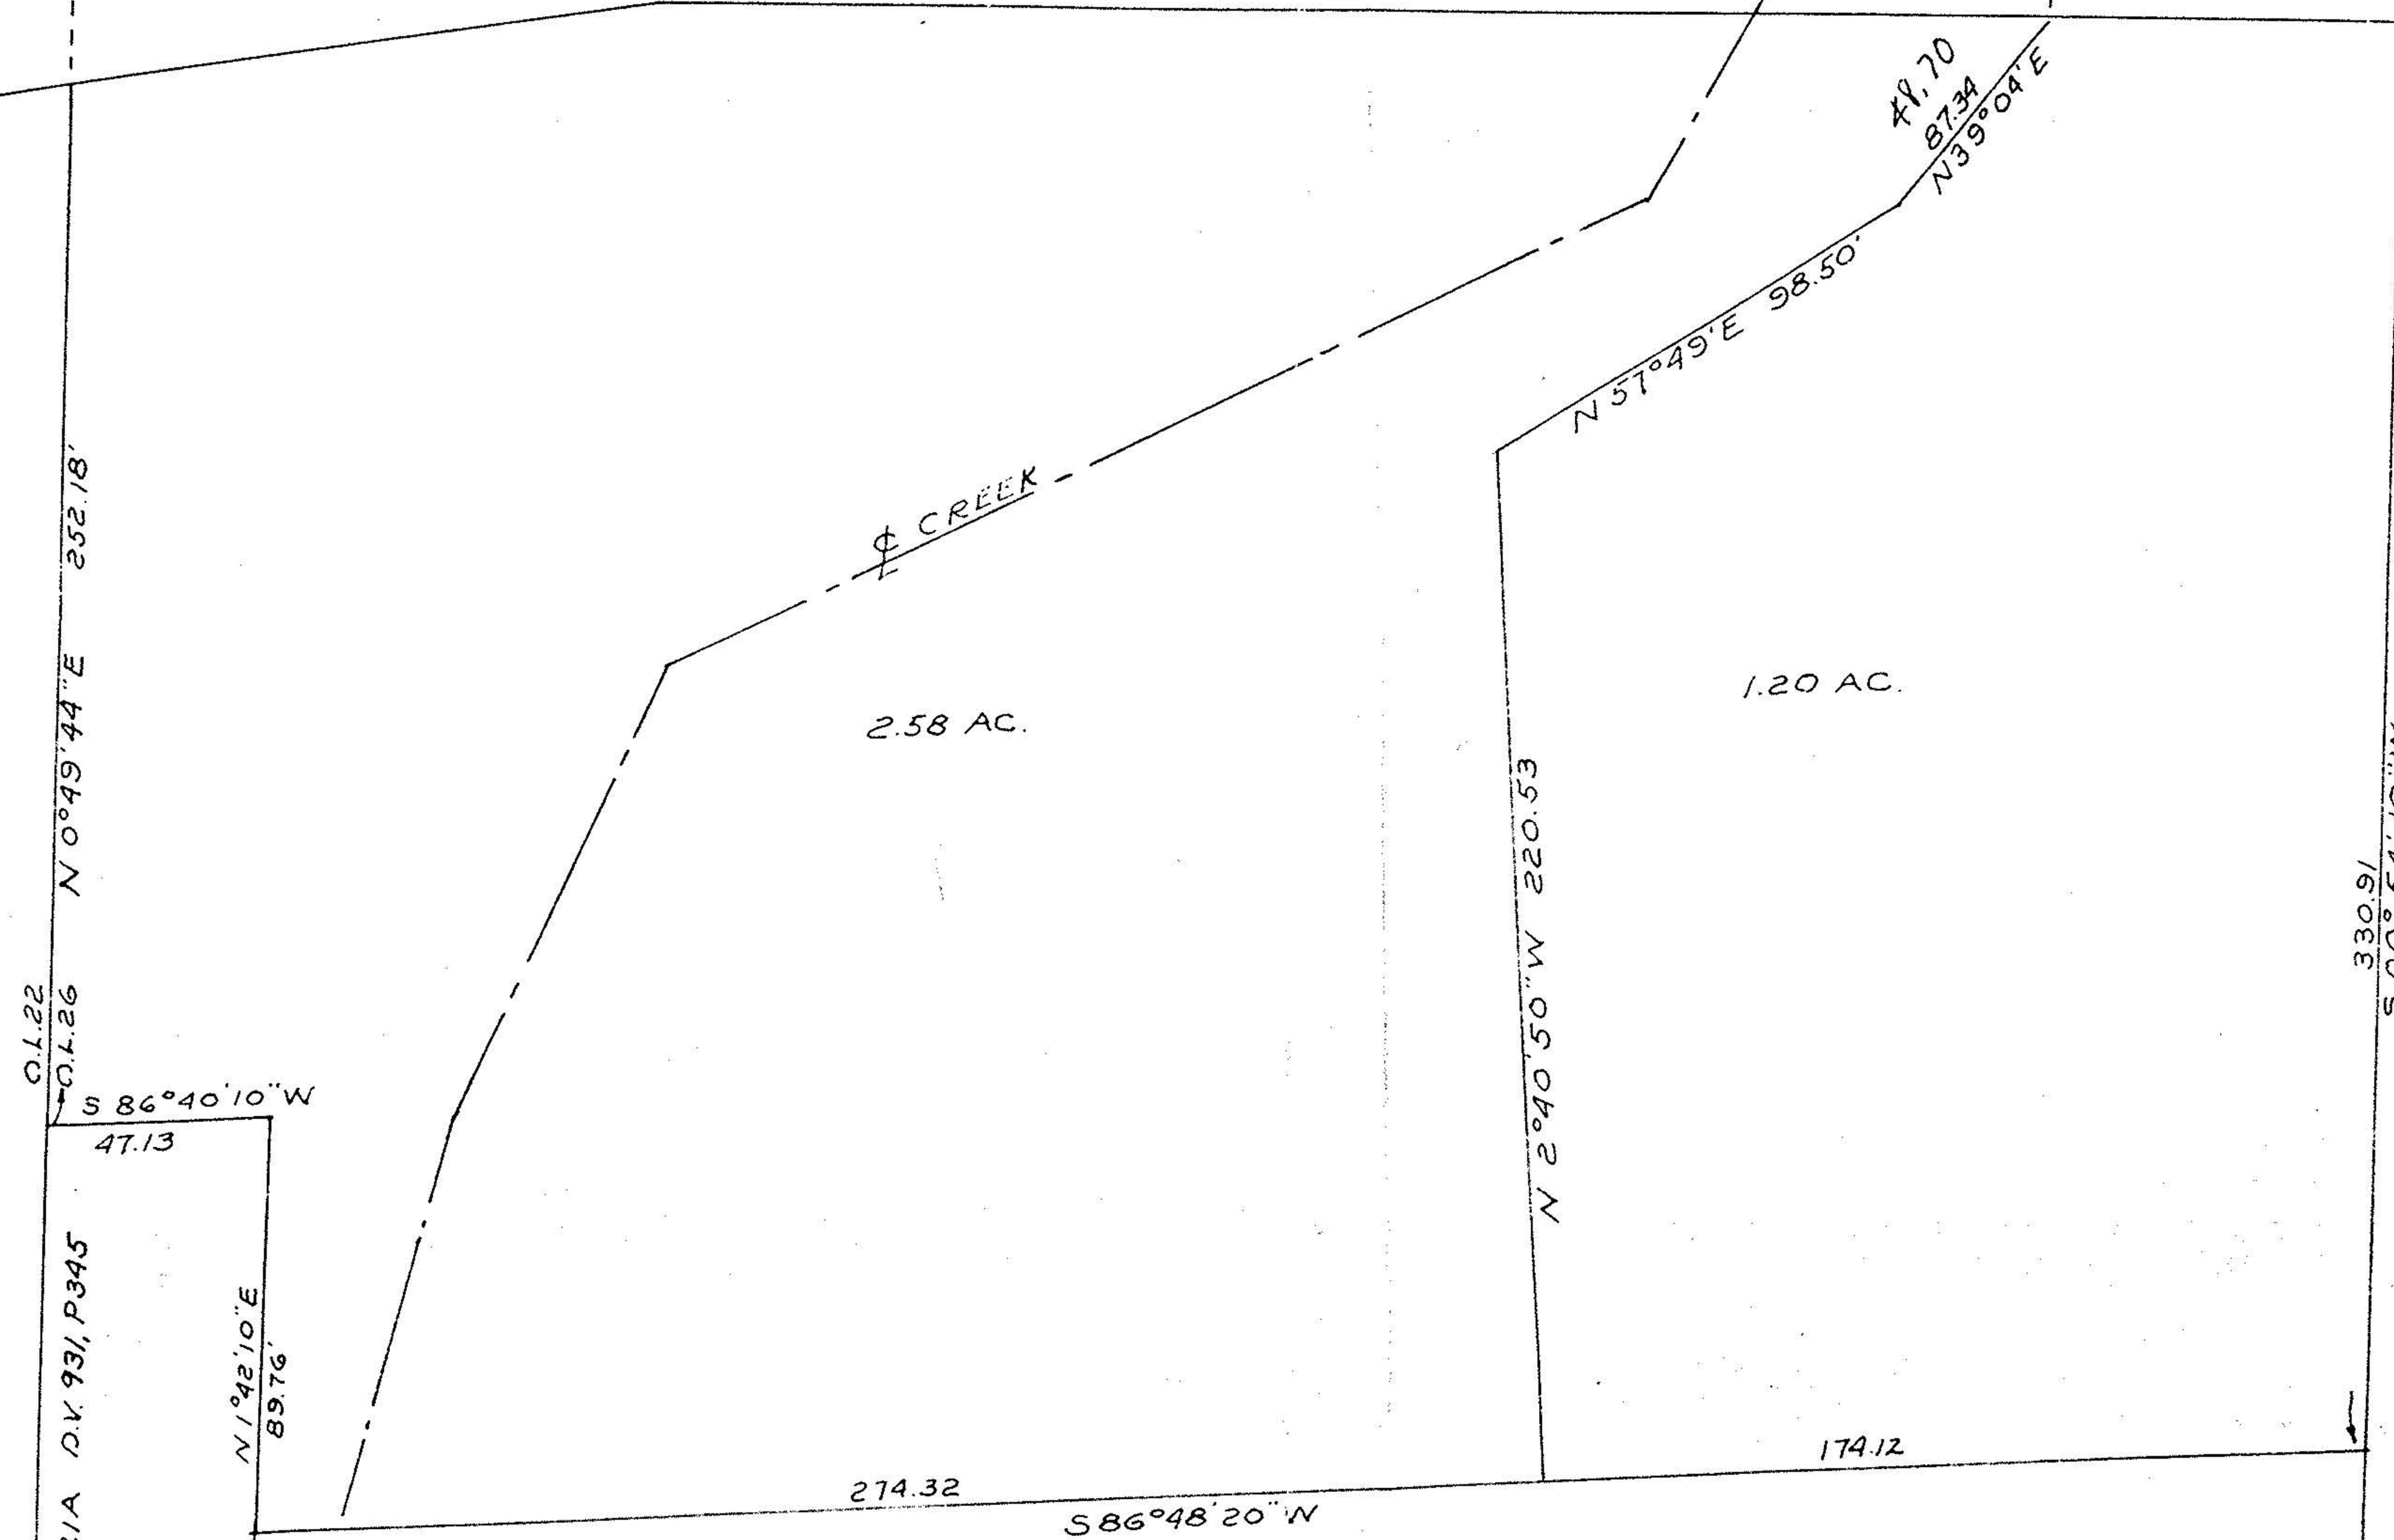 48.70
87.34
N 39°04'E
N 57°49'E 98.50'
N 0°49'44"E 252.18'
₵ CREEK
2.58 AC.
1.20 AC.
N 2°40'50"W 220.53
330.91
O.L.22
O.L.26
S 86°40'10"W
47.13
N 1°42'10"E
89.76'
D.V. 931, P345
174.12
274.32
S 86°48'20"W